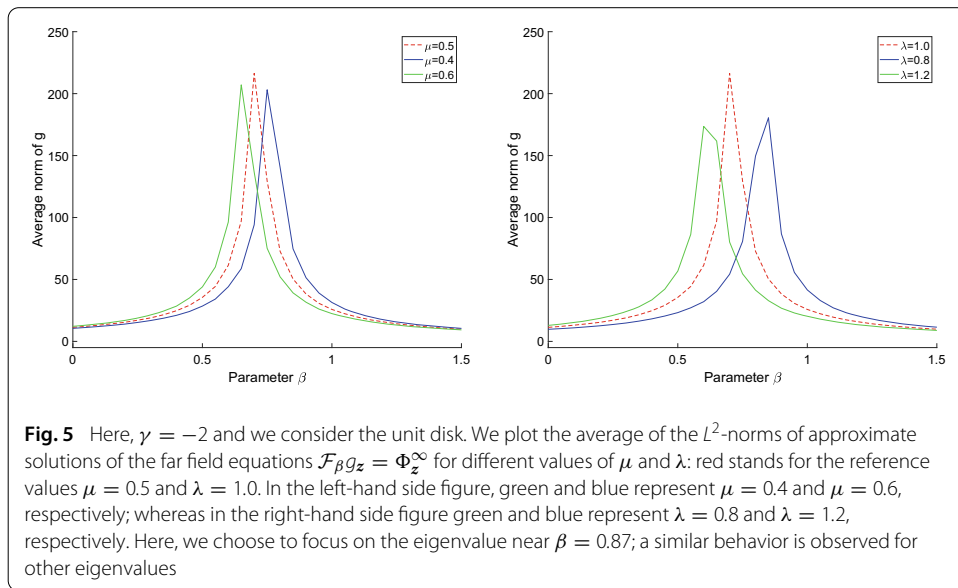 250
200
150
100
50
0
Average norm of g
0
0.5
1
1.5
Parameter β
μ=0.5
μ=0.4
μ=0.6
250
200
150
100
50
0
Average norm of g
0
0.5
1
1.5
Parameter β
λ=1.0
λ=0.8
λ=1.2
Fig. 5 Here, γ = −2 and we consider the unit disk. We plot the average of the L²-norms of approximate
solutions of the far field equations ℱ_β g_z = Φ_z^∞ for different values of μ and λ: red stands for the reference
values μ = 0.5 and λ = 1.0. In the left-hand side figure, green and blue represent μ = 0.4 and μ = 0.6,
respectively; whereas in the right-hand side figure green and blue represent λ = 0.8 and λ = 1.2,
respectively. Here, we choose to focus on the eigenvalue near β = 0.87; a similar behavior is observed for
other eigenvalues